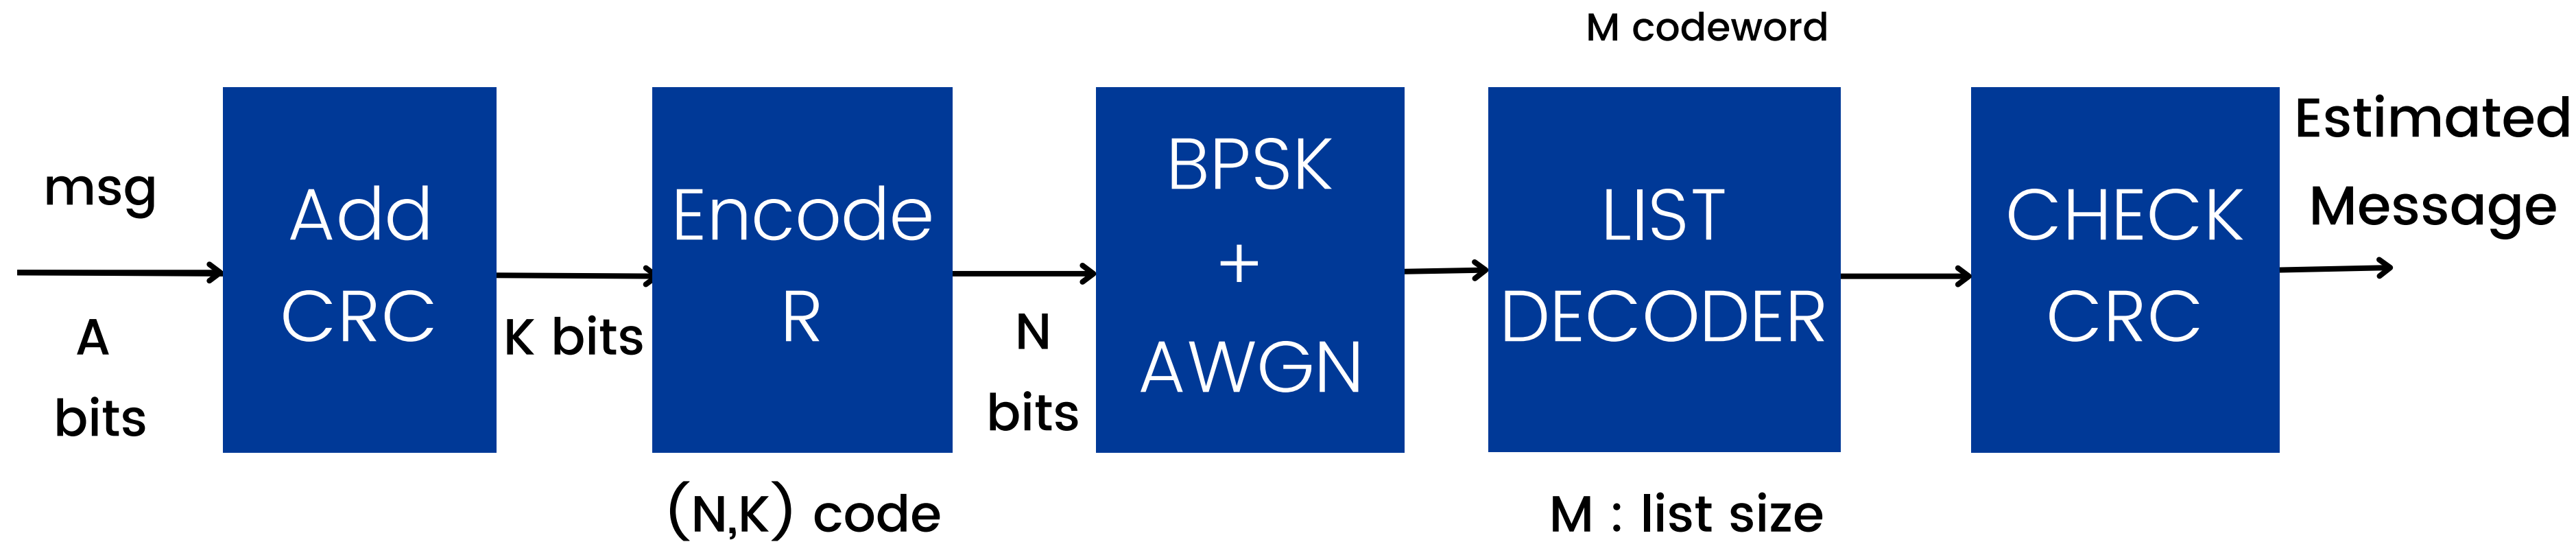 msg
A
bits
Add
CRC
K bits
Encode
R
(N,K) code
N
bits
BPSK
+
AWGN
M codeword
LIST
DECODER
M : list size
CHECK
CRC
Estimated
Message